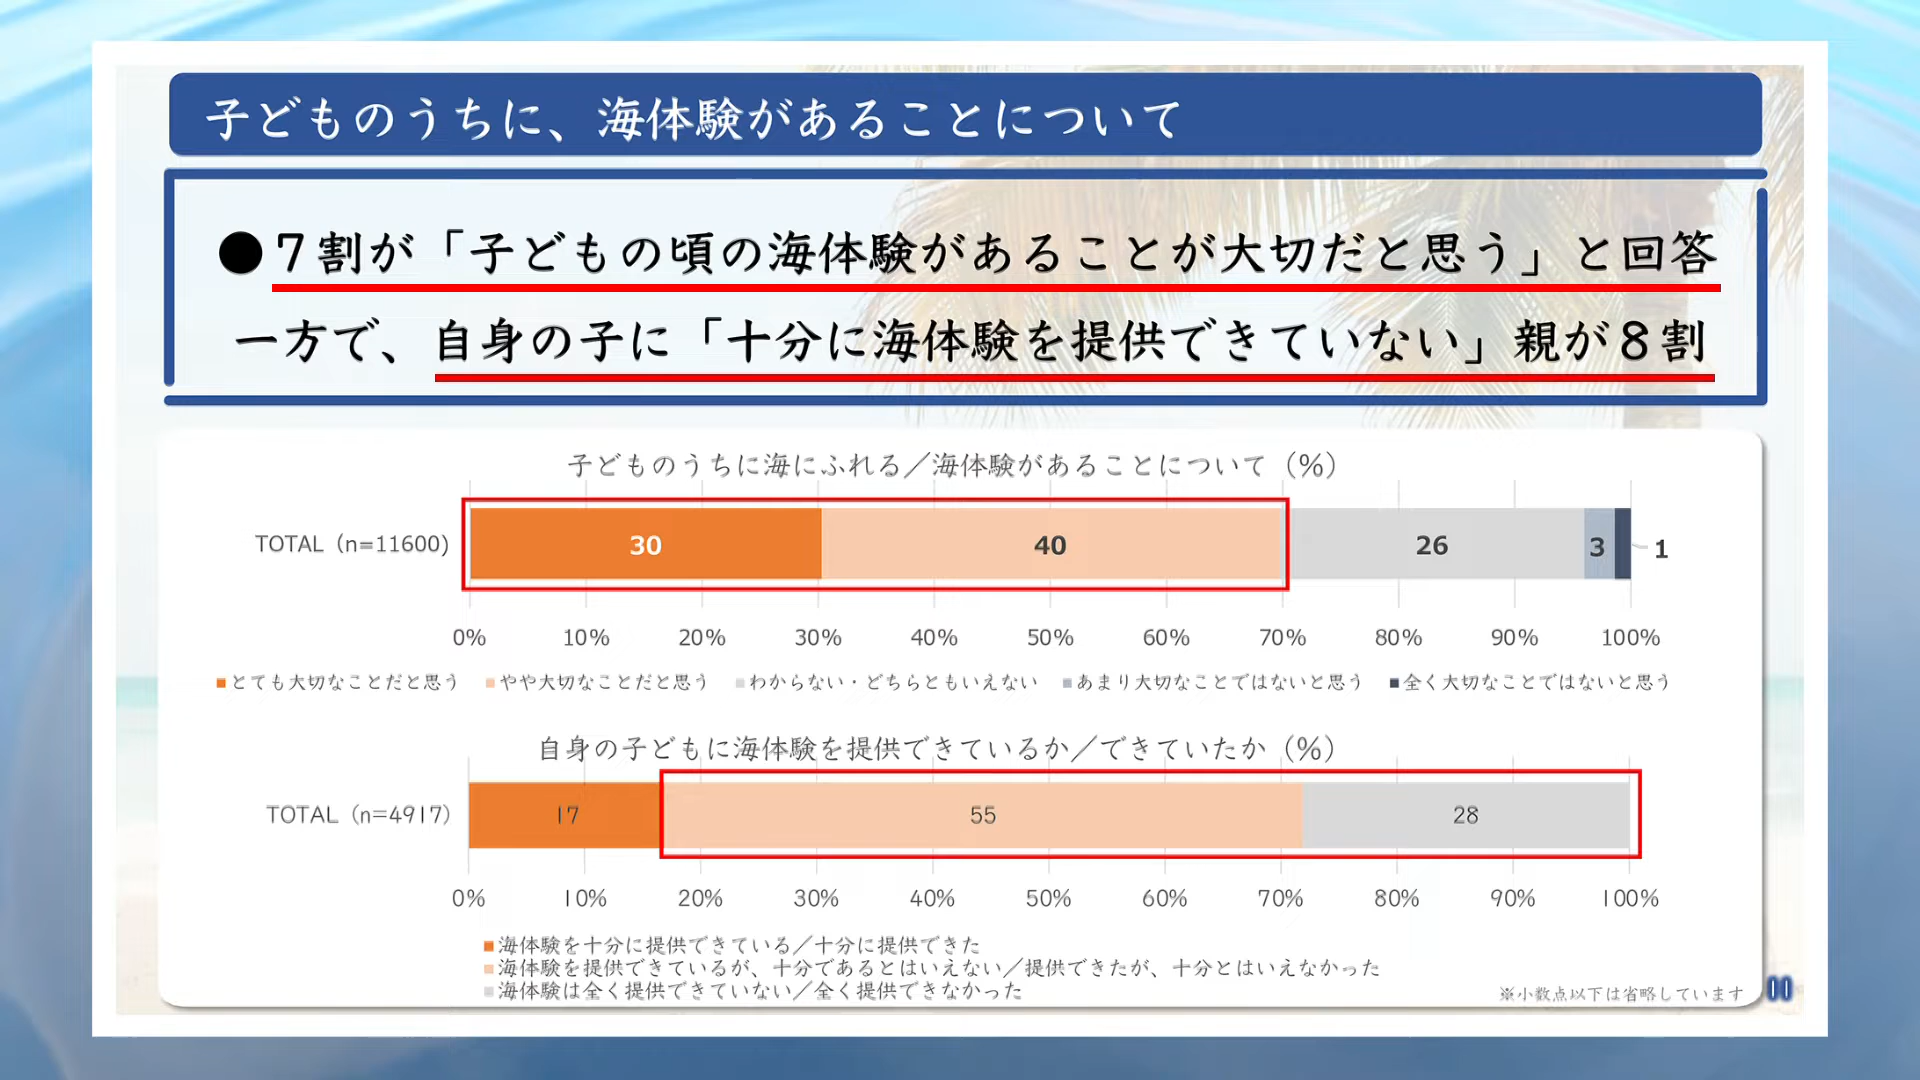 子どものうちに、海体験があることについて
●7割が「子どもの頃の海体験があることが大切だと思う」と回答
一方で、自身の子に「十分に海体験を提供できていない」親が8割
子どものうちに海にふれる／海体験があることについて（%）
TOTAL（n=11600） 30 40 26 3 1
0% 10% 20% 30% 40% 50% 60% 70% 80% 90% 100%
■とても大切なことだと思う ■やや大切なことだと思う ■わからない・どちらともいえない ■あまり大切なことではないと思う ■全く大切なことではないと思う
自身の子どもに海体験を提供できているか／できていたか（%）
TOTAL（n=4917） 17 55 28
0% 10% 20% 30% 40% 50% 60% 70% 80% 90% 100%
■海体験を十分に提供できている／十分に提供できた
■海体験を提供できているが、十分であるとはいえない／提供できたが、十分とはいえなかった
■海体験は全く提供できていない／全く提供できなかった
※小数点以下は省略しています